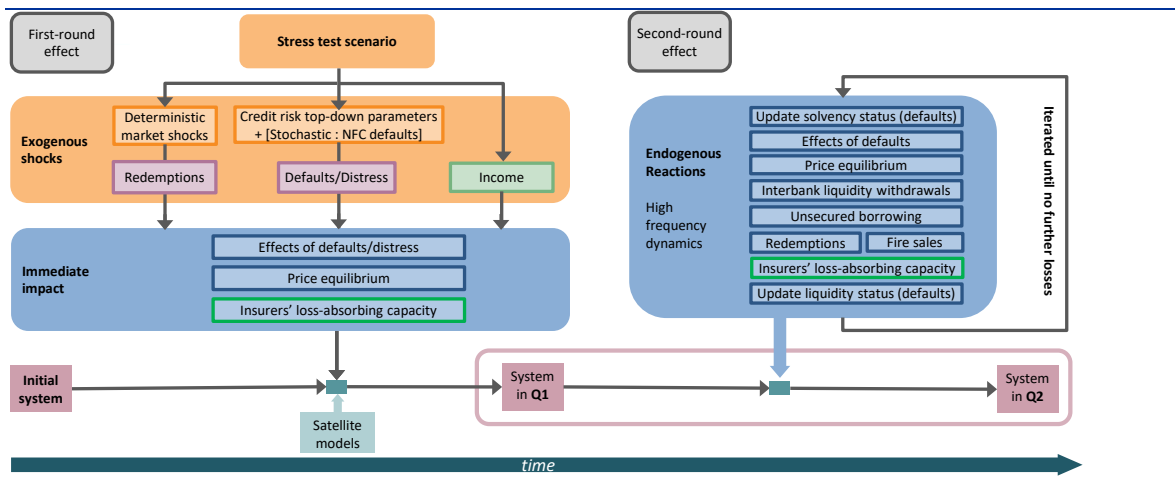 First-round
effect
Stress test scenario
Exogenous
shocks
Deterministic
market shocks
Credit risk top-down parameters
+ [Stochastic : NFC defaults]
Redemptions
Defaults/Distress
Income
Immediate
impact
Effects of defaults/distress
Price equilibrium
Insurers' loss-absorbing capacity
Second-round
effect
Endogenous
Reactions
High
frequency
dynamics
Update solvency status (defaults)
Effects of defaults
Price equilibrium
Interbank liquidity withdrawals
Unsecured borrowing
Redemptions
Fire sales
Insurers' loss-absorbing capacity
Update liquidity status (defaults)
Iterated until no further losses
Initial
system
Satellite
models
System
in Q1
System
in Q2
time